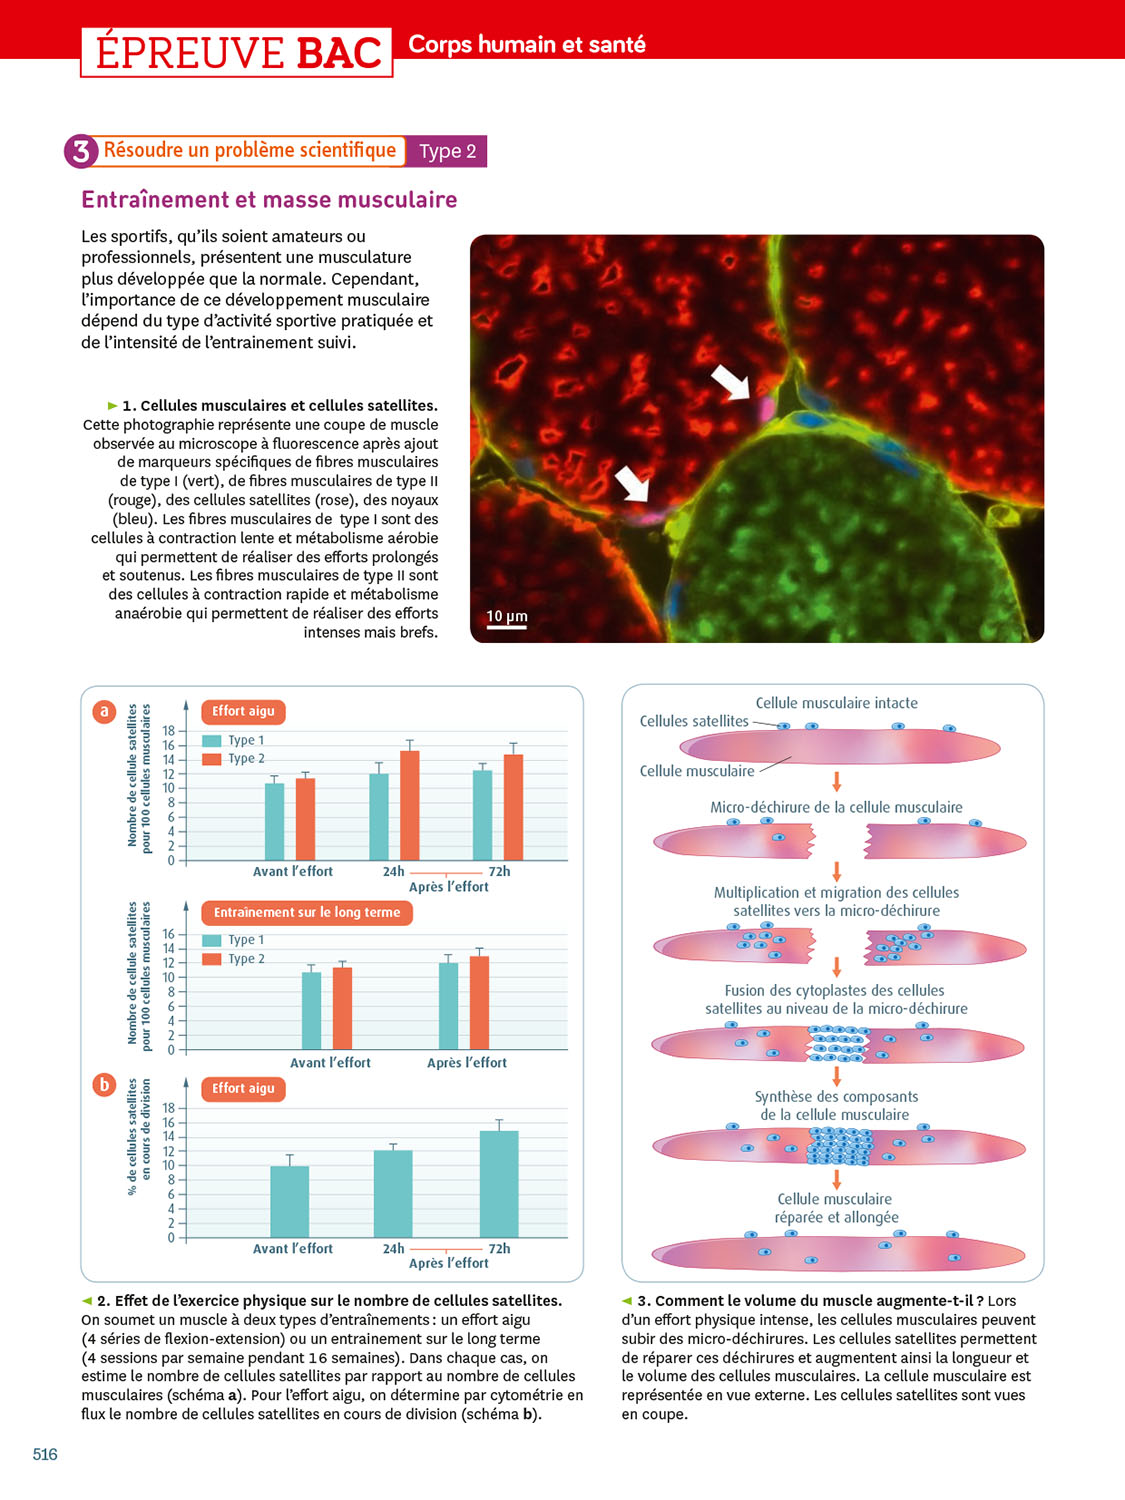 ÉPREUVE BAC
Corps humain et santé
3 Résoudre un problème scientifique Type 2
Entraînement et masse musculaire
Les sportifs, qu’ils soient amateurs ou
professionnels, présentent une musculature
plus développée que la normale. Cependant,
l’importance de ce développement musculaire
dépend du type d’activité sportive pratiquée et
de l’intensité de l’entrainement suivi.
► 1. Cellules musculaires et cellules satellites.
Cette photographie représente une coupe de muscle
observée au microscope à fluorescence après ajout
de marqueurs spécifiques de fibres musculaires
de type I (vert), de fibres musculaires de type II
(rouge), des cellules satellites (rose), des noyaux
(bleu). Les fibres musculaires de type I sont des
cellules à contraction lente et métabolisme aérobie
qui permettent de réaliser des efforts prolongés
et soutenus. Les fibres musculaires de type II sont
des cellules à contraction rapide et métabolisme
anaérobie qui permettent de réaliser des efforts
intenses mais brefs.
10 µm
a
Nombre de cellule satellites
pour 100 cellules musculaires
Effort aigu
Type 1
Type 2
18
16
14
12
10
8
6
4
2
0
Avant l’effort
24h
72h
Après l’effort
Nombre de cellule satellites
pour 100 cellules musculaires
Entraînement sur le long terme
Type 1
Type 2
16
14
12
10
8
6
4
2
0
Avant l’effort
Après l’effort
b
% de cellules satellites
en cours de division
Effort aigu
18
16
14
12
10
8
6
4
2
0
Avant l’effort
24h
72h
Après l’effort
◄ 2. Effet de l’exercice physique sur le nombre de cellules satellites.
On soumet un muscle à deux types d’entraînements : un effort aigu
(4 séries de flexion-extension) ou un entrainement sur le long terme
(4 sessions par semaine pendant 16 semaines). Dans chaque cas, on
estime le nombre de cellules satellites par rapport au nombre de cellules
musculaires (schéma a). Pour l’effort aigu, on détermine par cytométrie en
flux le nombre de cellules satellites en cours de division (schéma b).
Cellule musculaire intacte
Cellules satellites
Cellule musculaire
Micro-déchirure de la cellule musculaire
Multiplication et migration des cellules
satellites vers la micro-déchirure
Fusion des cytoplastes des cellules
satellites au niveau de la micro-déchirure
Synthèse des composants
de la cellule musculaire
Cellule musculaire
réparée et allongée
◄ 3. Comment le volume du muscle augmente-t-il ? Lors
d’un effort physique intense, les cellules musculaires peuvent
subir des micro-déchirures. Les cellules satellites permettent
de réparer ces déchirures et augmentent ainsi la longueur et
le volume des cellules musculaires. La cellule musculaire est
représentée en vue externe. Les cellules satellites sont vues
en coupe.
516